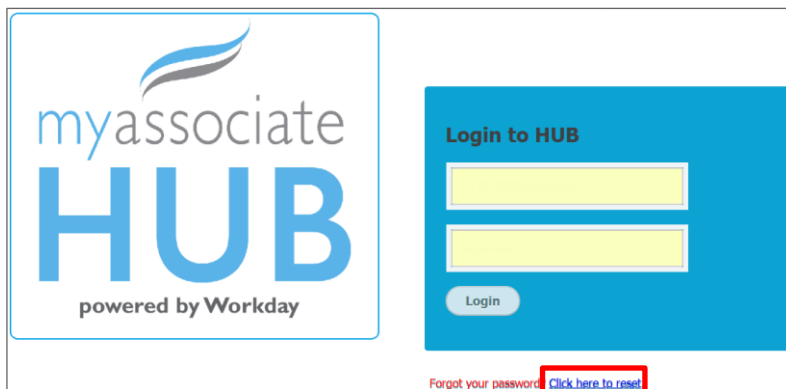 myassociate
HUB
powered by Workday
Login to HUB
Login
Forgot your password
Click here to reset